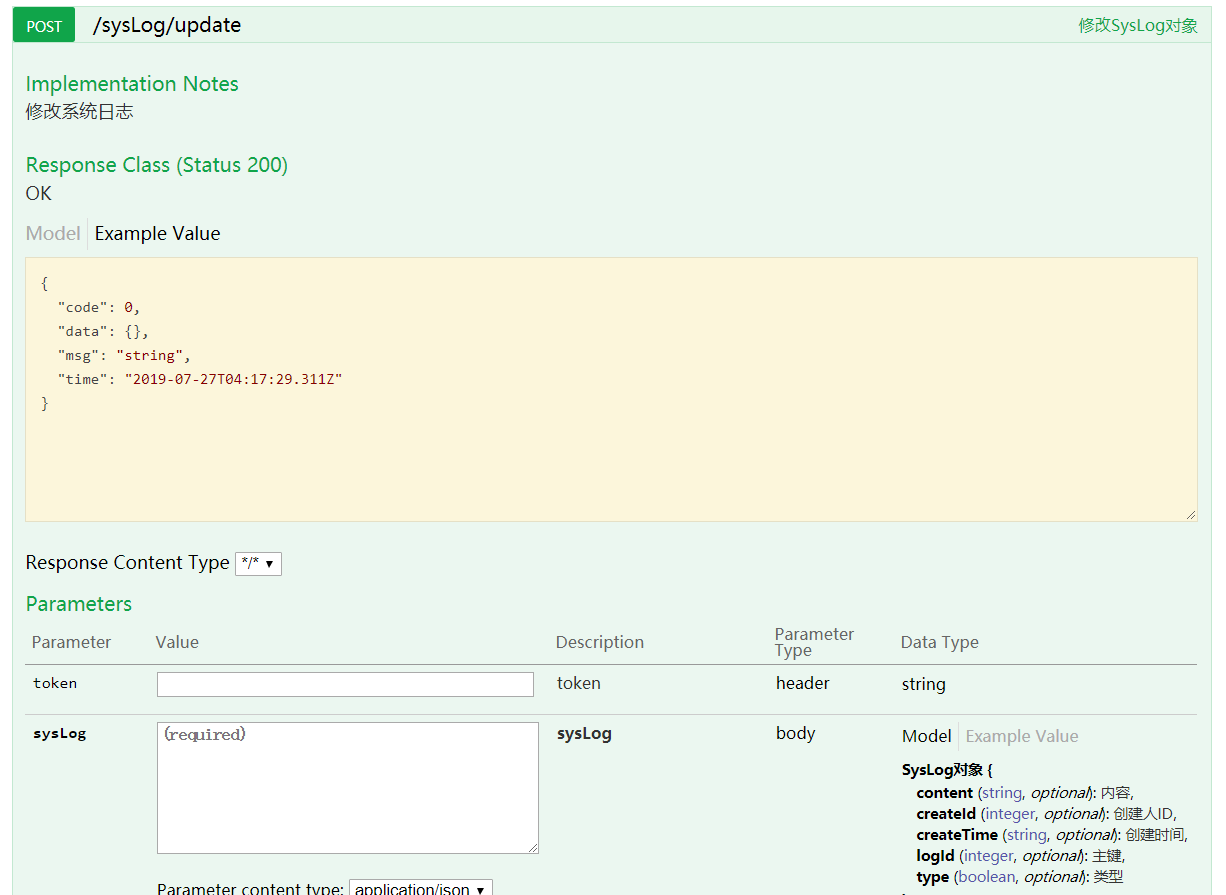 POST /sysLog/update 修改SysLog对象
Implementation Notes
修改系统日志
Response Class (Status 200)
OK
Model Example Value
{
"code": 0,
"data": {},
"msg": "string",
"time": "2019-07-27T04:17:29.311Z"
}
Response Content Type */* ▼
Parameters
Parameter Value Description Parameter Type Data Type
token token header string
sysLog (required) sysLog body Model Example Value
SysLog对象 {
content (string, optional): 内容,
createId (integer, optional): 创建人ID,
createTime (string, optional): 创建时间,
logId (integer, optional): 主键,
type (boolean, optional): 类型
Parameter content type: application/json ▼